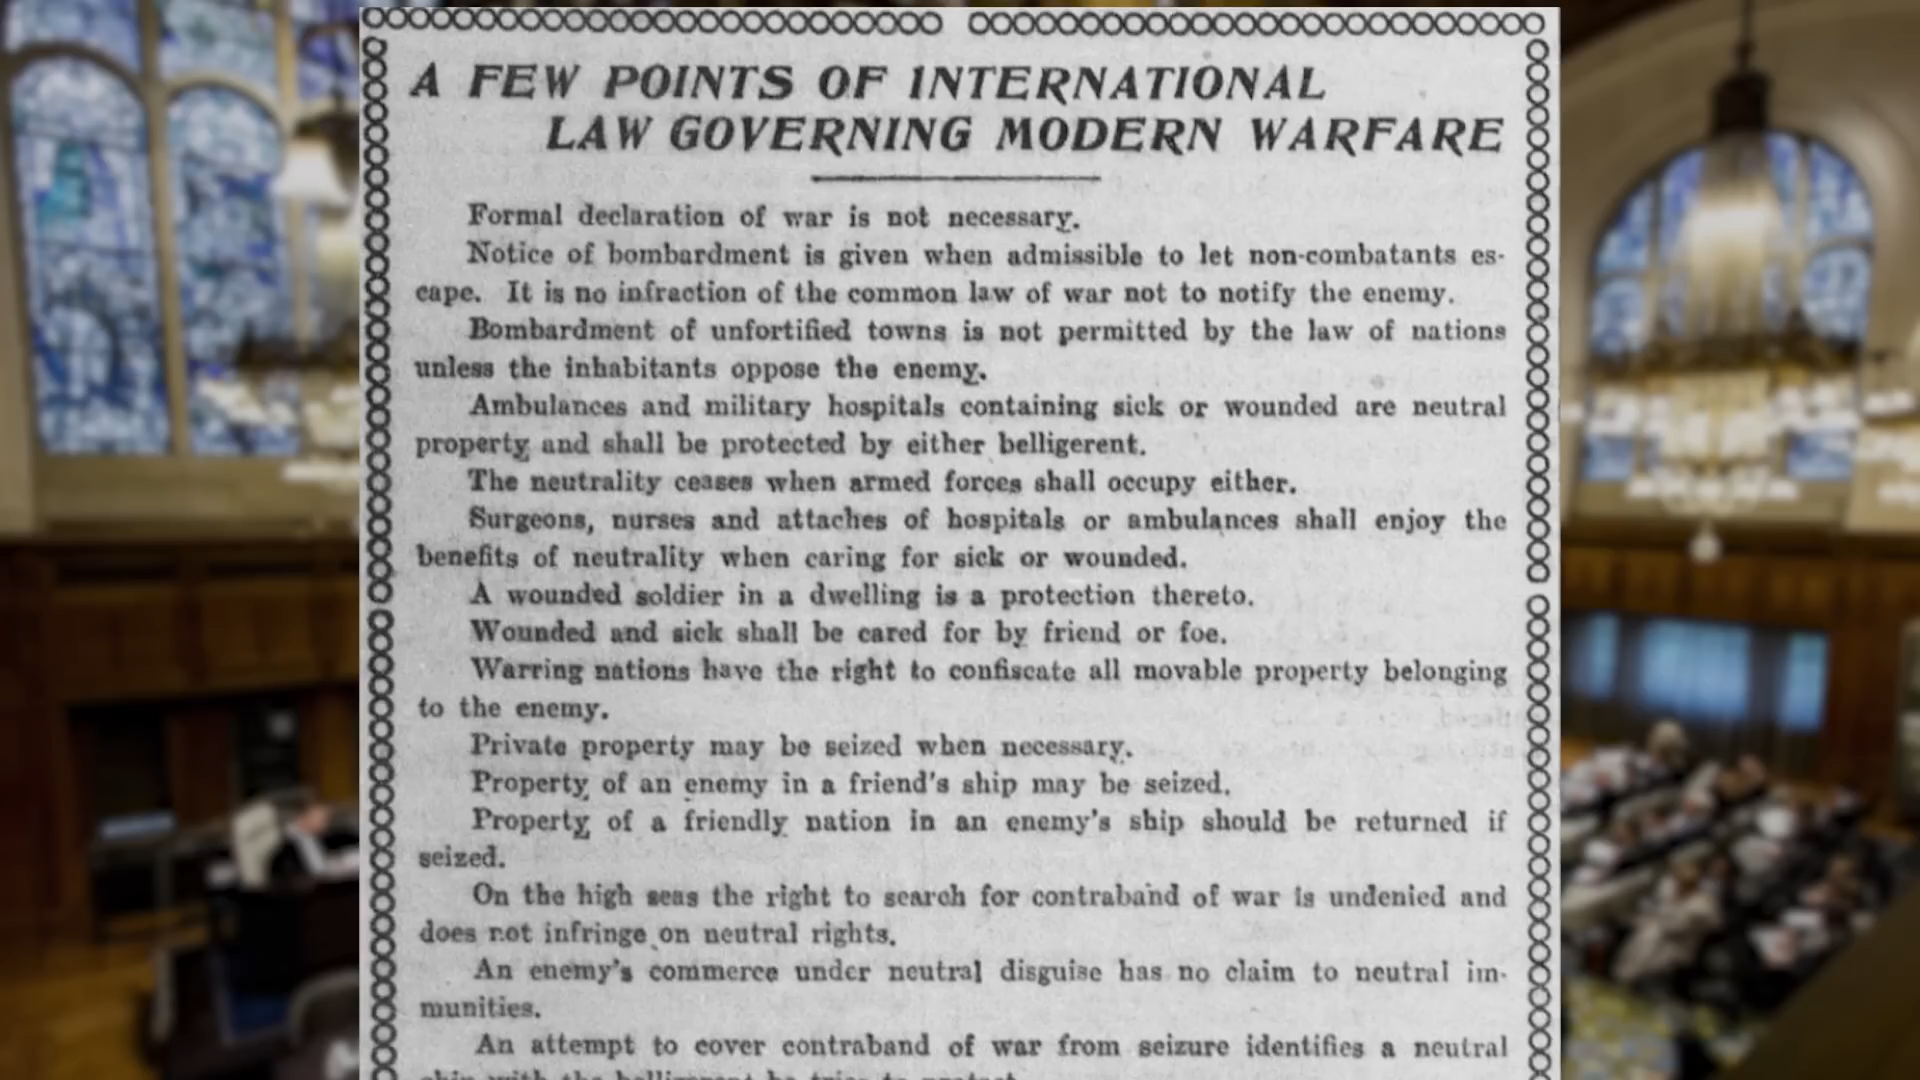 A FEW POINTS OF INTERNATIONAL
LAW GOVERNING MODERN WARFARE
Formal declaration of war is not necessary.
Notice of bombardment is given when admissible to let non-combatants es-
cape. It is no infraction of the common law of war not to notify the enemy.
Bombardment of unfortified towns is not permitted by the law of nations
unless the inhabitants oppose the enemy.
Ambulances and military hospitals containing sick or wounded are neutral
property and shall be protected by either belligerent.
The neutrality ceases when armed forces shall occupy either.
Surgeons, nurses and attaches of hospitals or ambulances shall enjoy the
benefits of neutrality when caring for sick or wounded.
A wounded soldier in a dwelling is a protection thereto.
Wounded and sick shall be cared for by friend or foe.
Warring nations have the right to confiscate all movable property belonging
to the enemy.
Private property may be seized when necessary.
Property of an enemy in a friend's ship may be seized.
Property of a friendly nation in an enemy's ship should be returned if
seized.
On the high seas the right to search for contraband of war is undenied and
does not infringe on neutral rights.
An enemy's commerce under neutral disguise has no claim to neutral im-
munities.
An attempt to cover contraband of war from seizure identifies a neutral